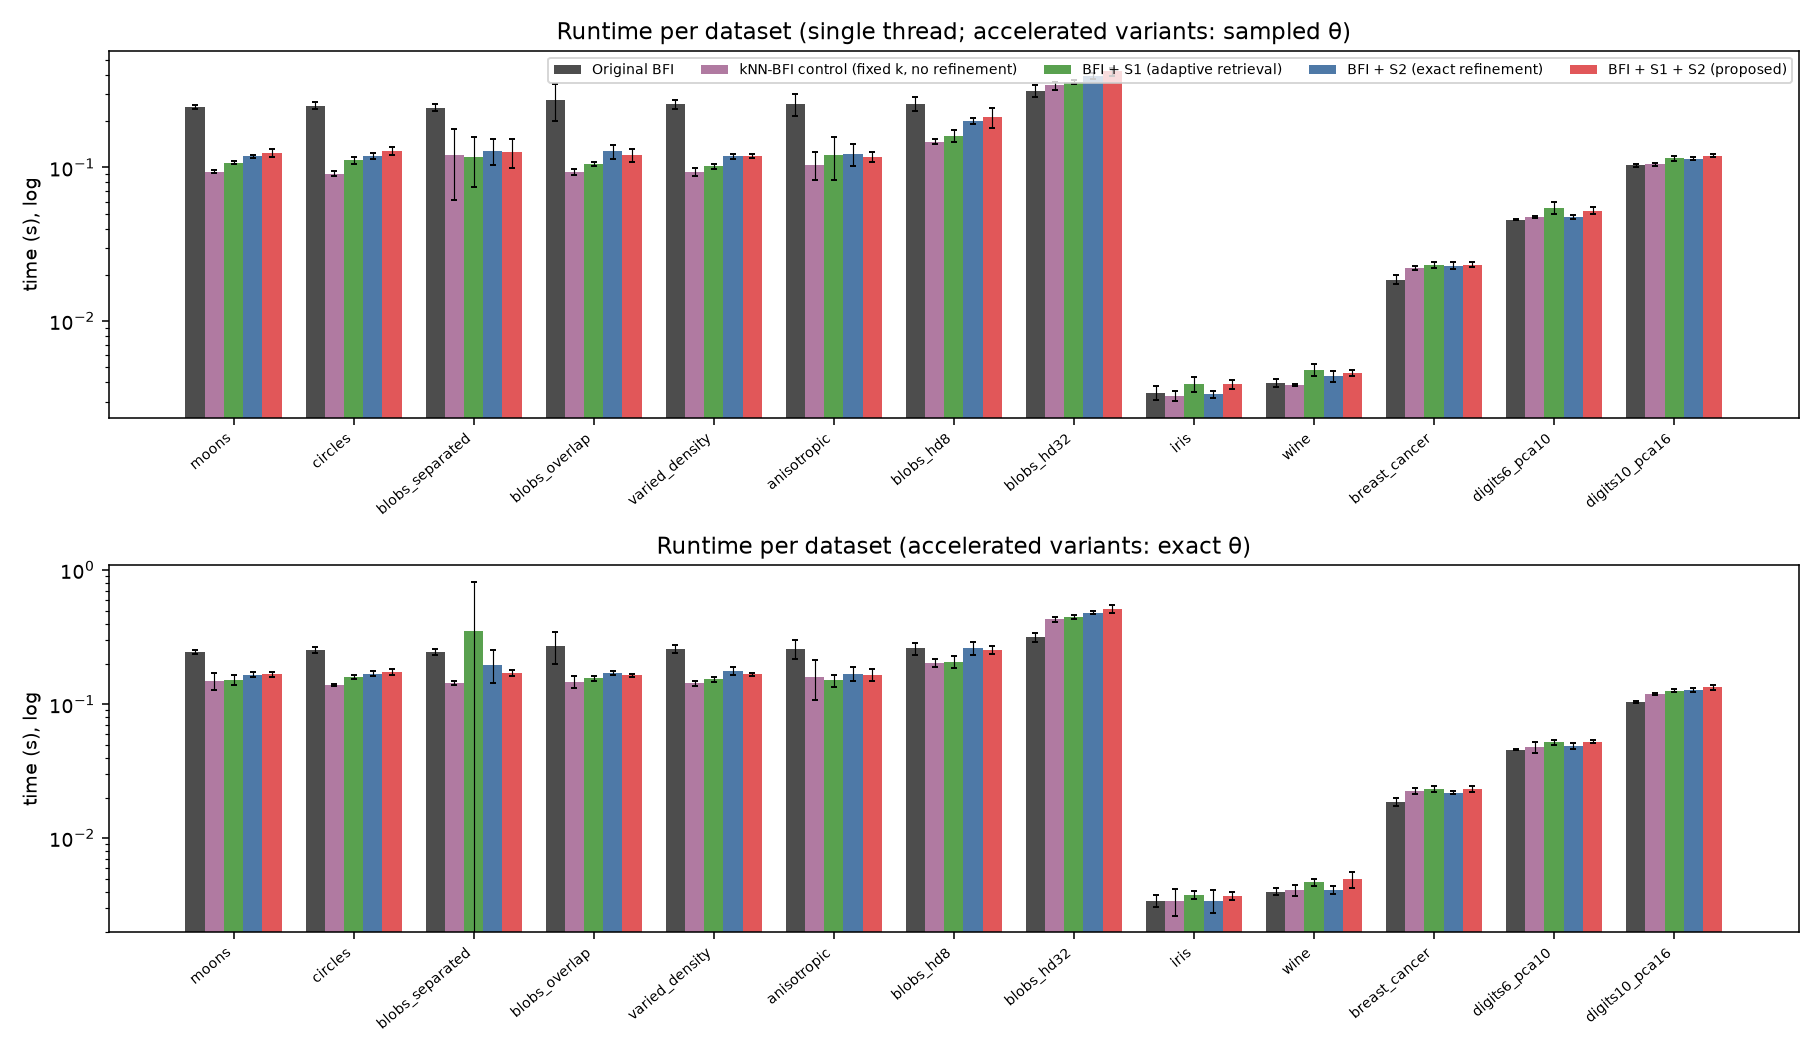 Runtime per dataset (single thread; accelerated variants: sampled θ)
Original BFI
kNN-BFI control (fixed k, no refinement)
BFI + S1 (adaptive retrieval)
BFI + S2 (exact refinement)
BFI + S1 + S2 (proposed)
time (s), log
10⁻¹
10⁻²
moons
circles
blobs_separated
blobs_overlap
varied_density
anisotropic
blobs_hd8
blobs_hd32
iris
wine
breast_cancer
digits6_pca10
digits10_pca16
Runtime per dataset (accelerated variants: exact θ)
time (s), log
10⁰
10⁻¹
10⁻²
moons
circles
blobs_separated
blobs_overlap
varied_density
anisotropic
blobs_hd8
blobs_hd32
iris
wine
breast_cancer
digits6_pca10
digits10_pca16